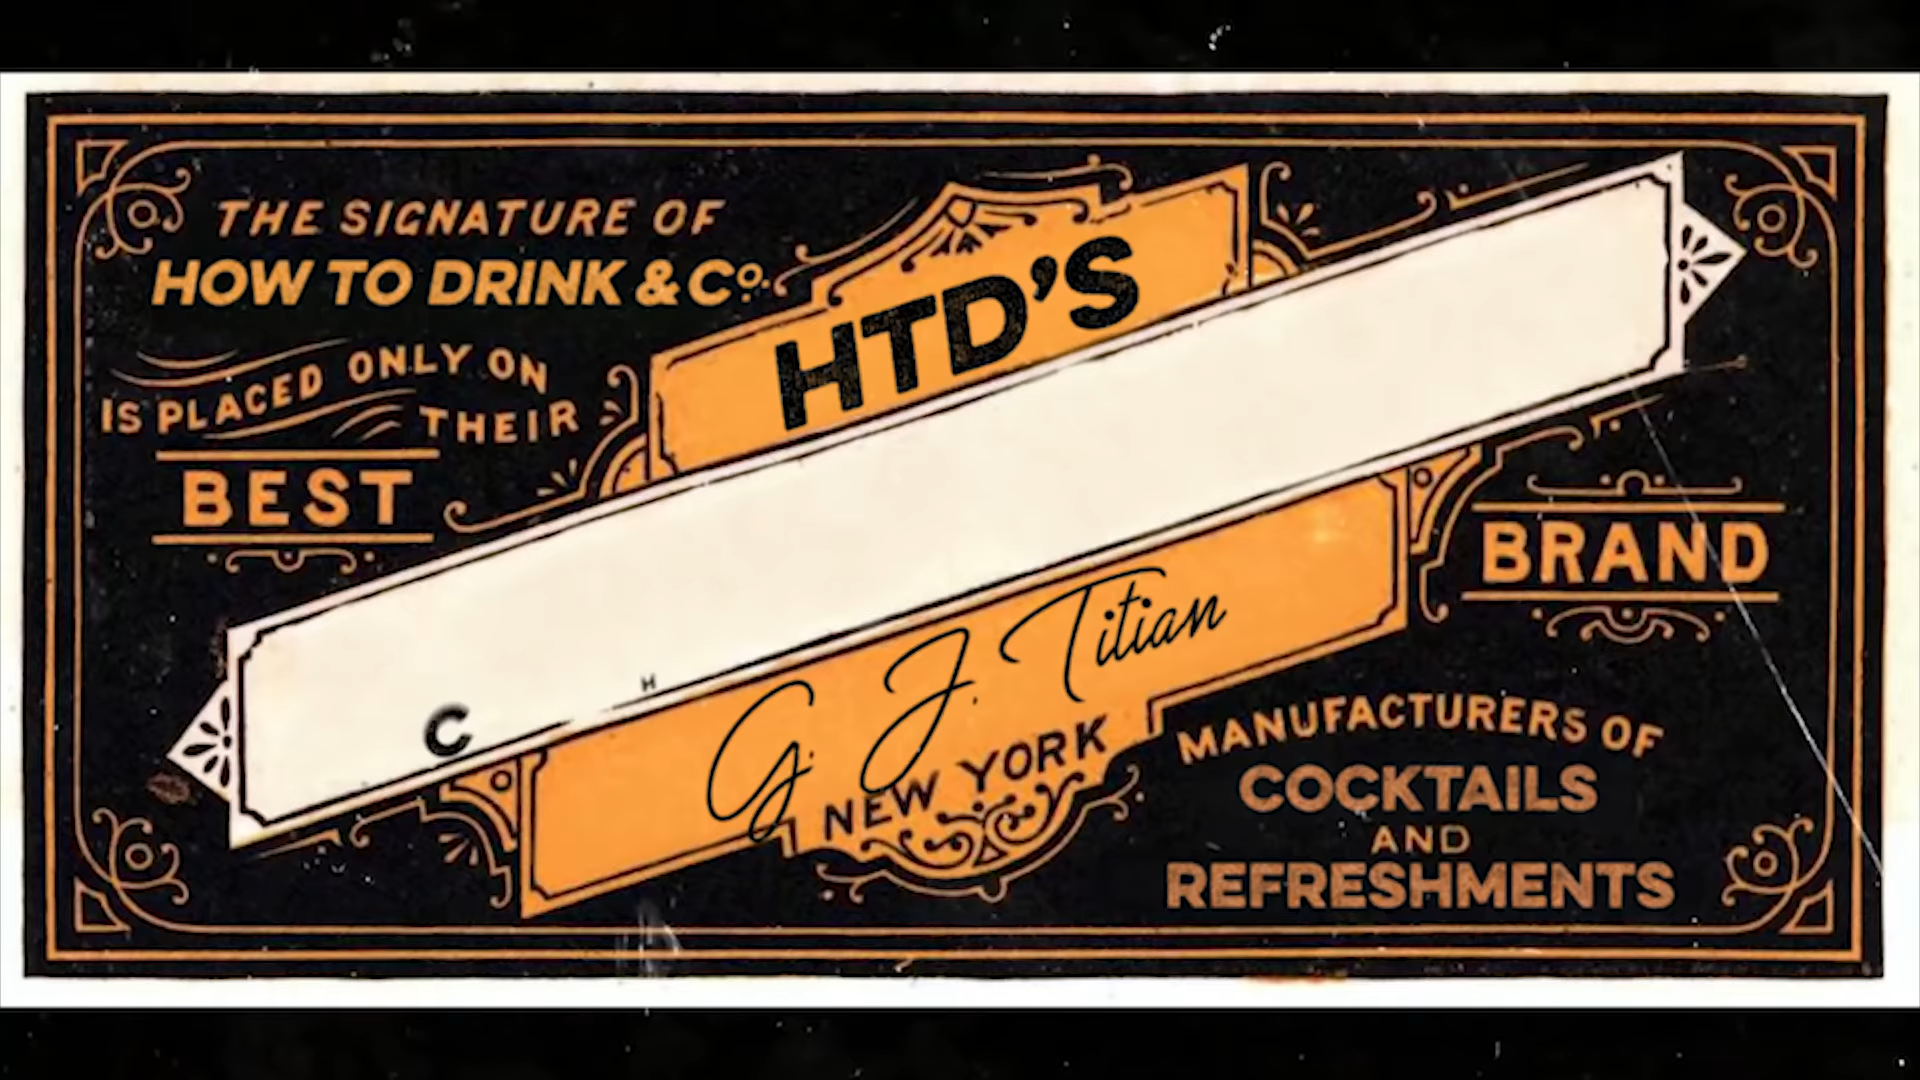 THE SIGNATURE OF
HOW TO DRINK & Cº.
IS PLACED ONLY ON
THEIR
BEST
BRAND
HTD'S
C H
G. J. Titian
NEW YORK
MANUFACTURERS OF
COCKTAILS
AND
REFRESHMENTS